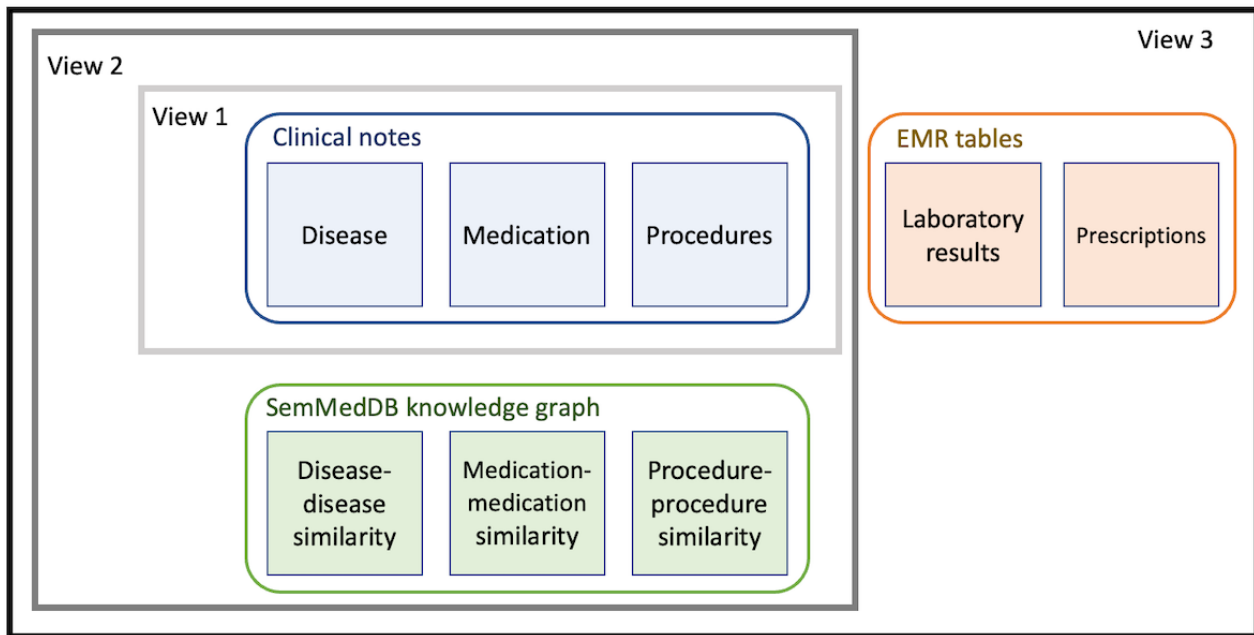 View 3
View 2
View 1
Clinical notes
Disease
Medication
Procedures
EMR tables
Laboratory
results
Prescriptions
SemMedDB knowledge graph
Disease-
disease
similarity
Medication-
medication
similarity
Procedure-
procedure
similarity